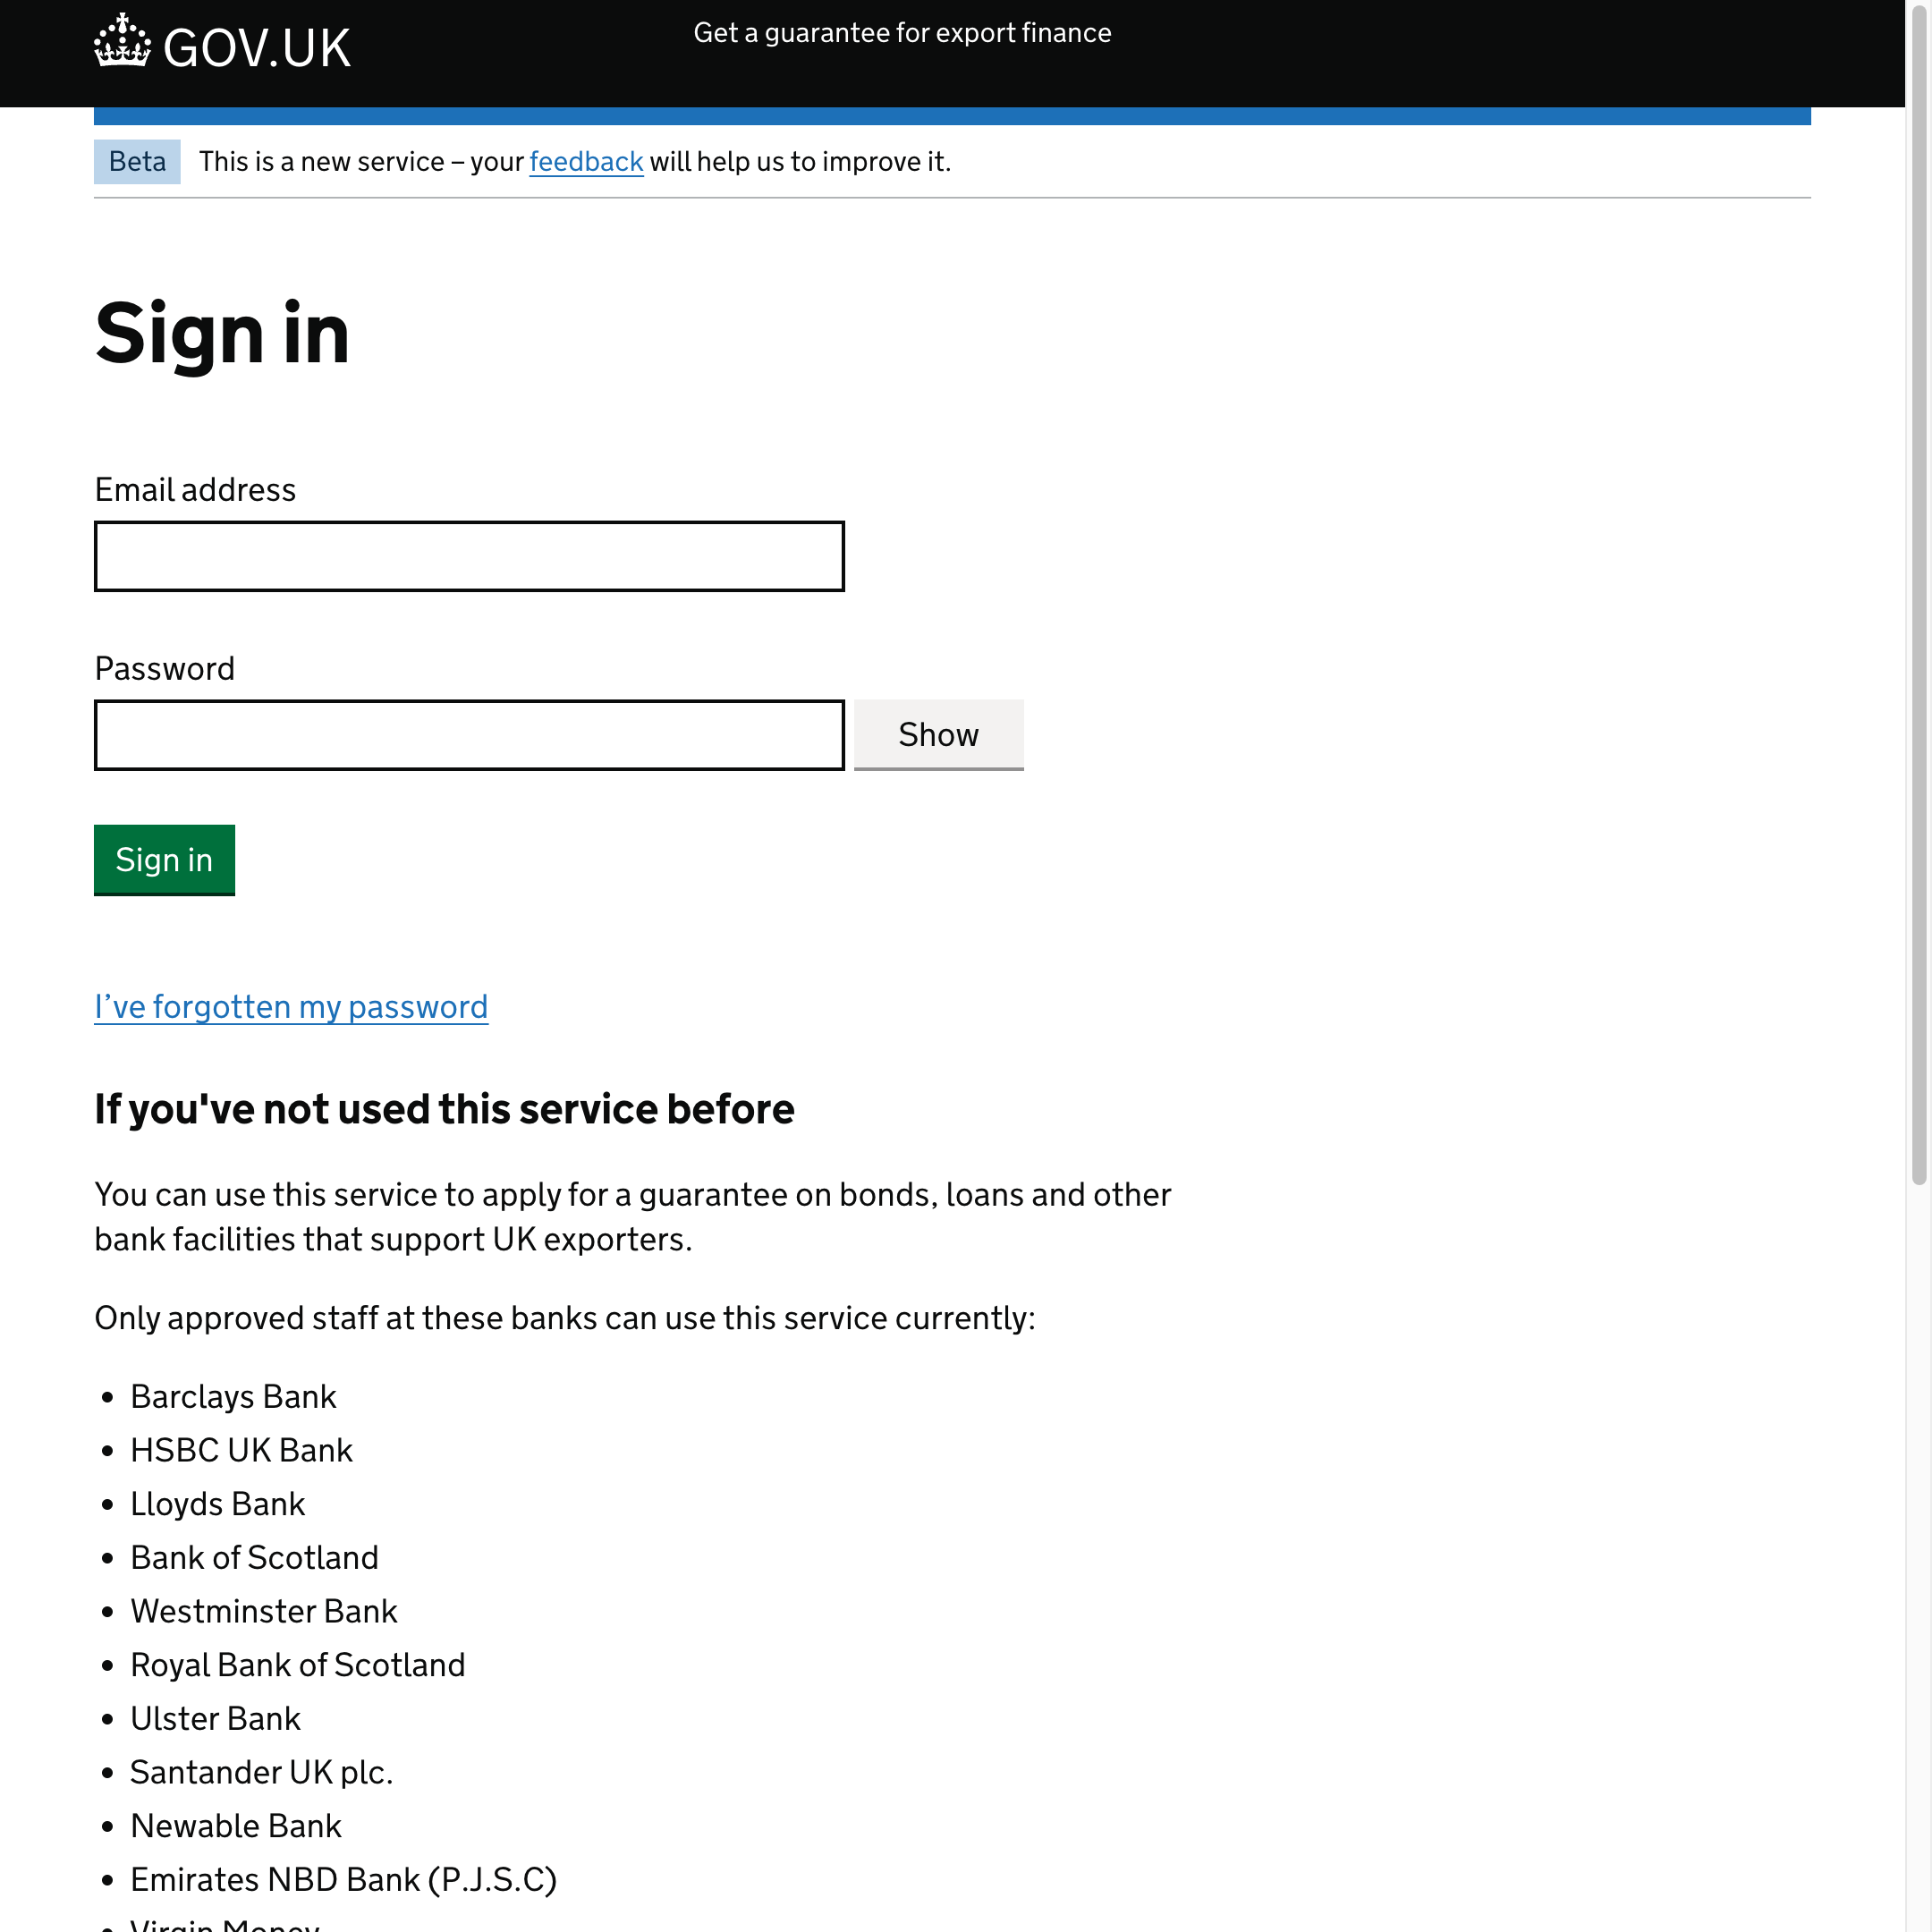 GOV.UK
Get a guarantee for export finance
Beta
This is a new service – your feedback will help us to improve it.
Sign in
Email address
Password
Show
Sign in
I’ve forgotten my password
If you've not used this service before
You can use this service to apply for a guarantee on bonds, loans and other
bank facilities that support UK exporters.
Only approved staff at these banks can use this service currently:
• Barclays Bank
• HSBC UK Bank
• Lloyds Bank
• Bank of Scotland
• Westminster Bank
• Royal Bank of Scotland
• Ulster Bank
• Santander UK plc.
• Newable Bank
• Emirates NBD Bank (P.J.S.C)
• Virgin Money